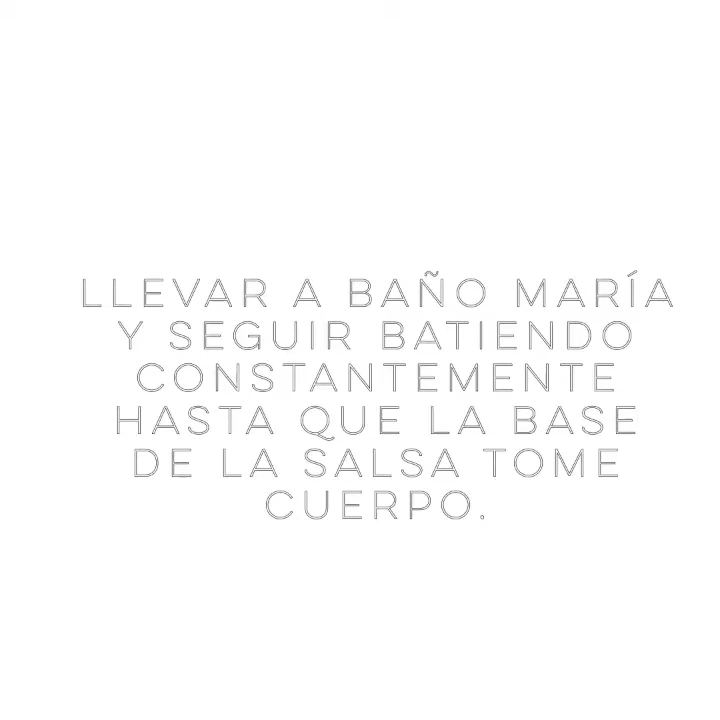 LLEVAR A BAÑO MARÍA
Y SEGUIR BATIENDO
CONSTANTEMENTE
HASTA QUE LA BASE
DE LA SALSA TOME
CUERPO.